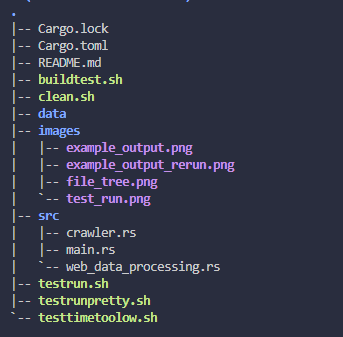 .
|-- Cargo.lock
|-- Cargo.toml
|-- README.md
|-- buildtest.sh
|-- clean.sh
|-- data
|-- images
|   |-- example_output.png
|   |-- example_output_rerun.png
|   |-- file_tree.png
|   `-- test_run.png
|-- src
|   |-- crawler.rs
|   |-- main.rs
|   `-- web_data_processing.rs
|-- testrun.sh
|-- testrunpretty.sh
`-- testtimetoolow.sh